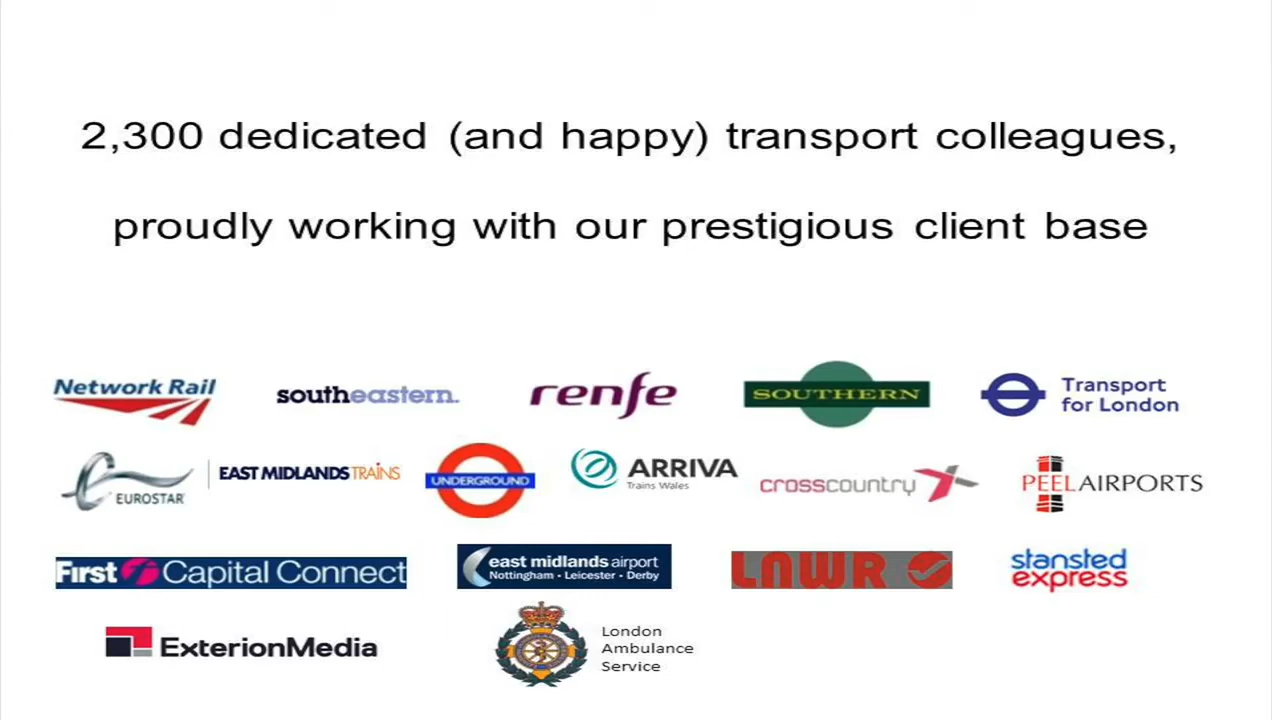 2,300 dedicated (and happy) transport colleagues,
proudly working with our prestigious client base
Network Rail
southeastern.
renfe
SOUTHERN
Transport
for London
EUROSTAR
EAST MIDLANDS TRAINS
UNDERGROUND
ARRIVA
Trains Wales
crosscountry
PEEL AIRPORTS
First f Capital Connect
east midlands airport
Nottingham • Leicester • Derby
LNWR
stansted
express
ExterionMedia
London
Ambulance
Service